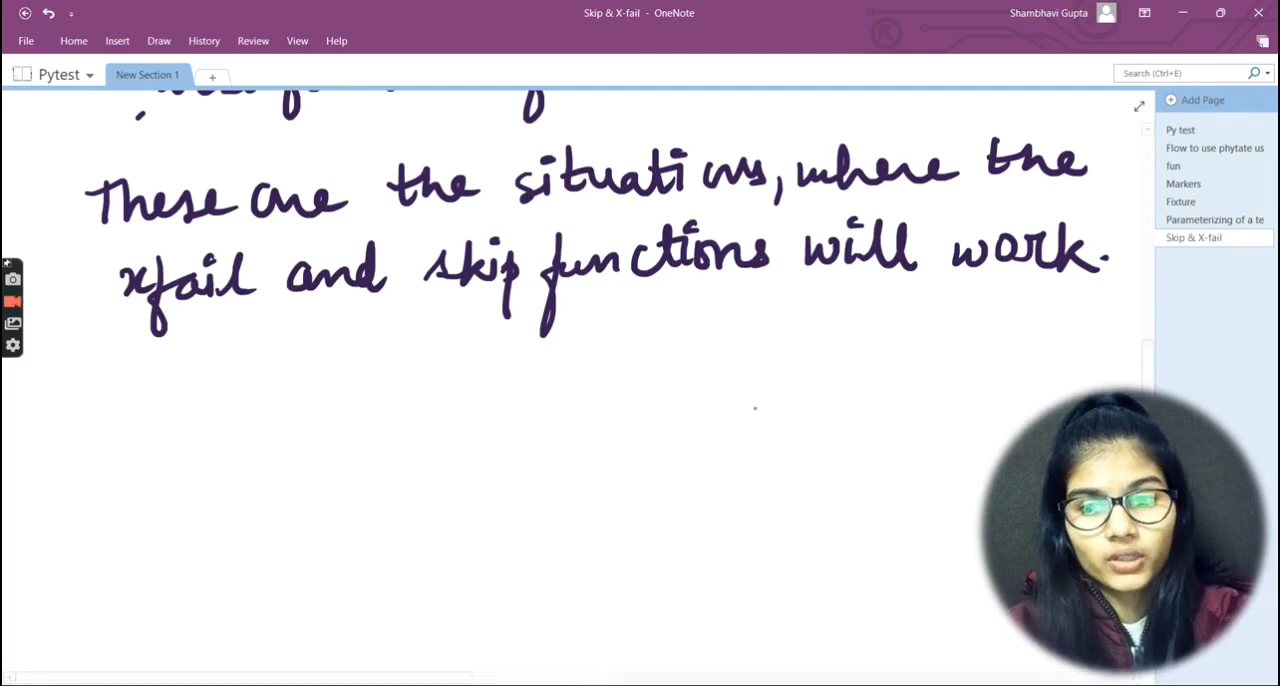 Skip & X-fail - OneNote
Shambhavi Gupta
File Home Insert Draw History Review View Help
Pytest New Section 1 +
Search (Ctrl+E)
Add Page
Py test
Flow to use phytate us
fun
Markers
Fixture
Parameterizing of a te
Skip & X-fail
These are the situations, where the
xfail and skip functions will work.